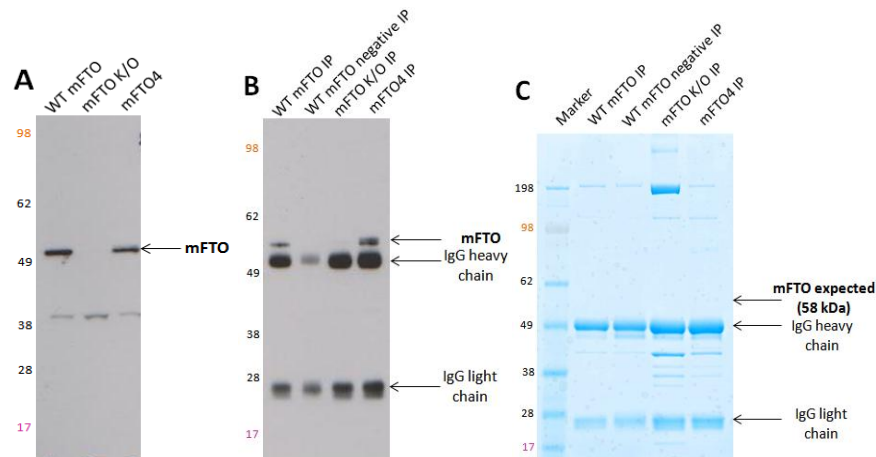 A
WT mFTO
mFTO K/O
mFTO4
98
62
49
38
28
17
mFTO
B
WT mFTO IP
WT mFTO negative IP
mFTO K/O IP
mFTO4 IP
98
62
49
38
28
17
mFTO
IgG heavy
chain
IgG light
chain
C
Marker
WT mFTO IP
WT mFTO negative IP
mFTO K/O IP
mFTO4 IP
198
98
62
49
38
28
17
mFTO expected
(58 kDa)
IgG heavy
chain
IgG light
chain